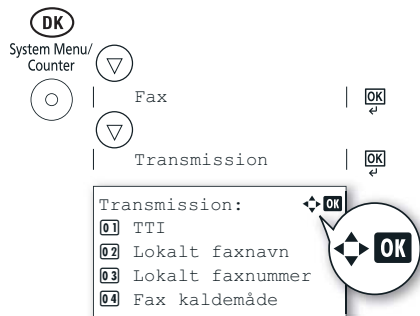 DK
System Menu/
Counter
Fax OK
Transmission OK
Transmission: OK
01 TTI
02 Lokalt faxnavn
03 Lokalt faxnummer
04 Fax kaldemåde
OK